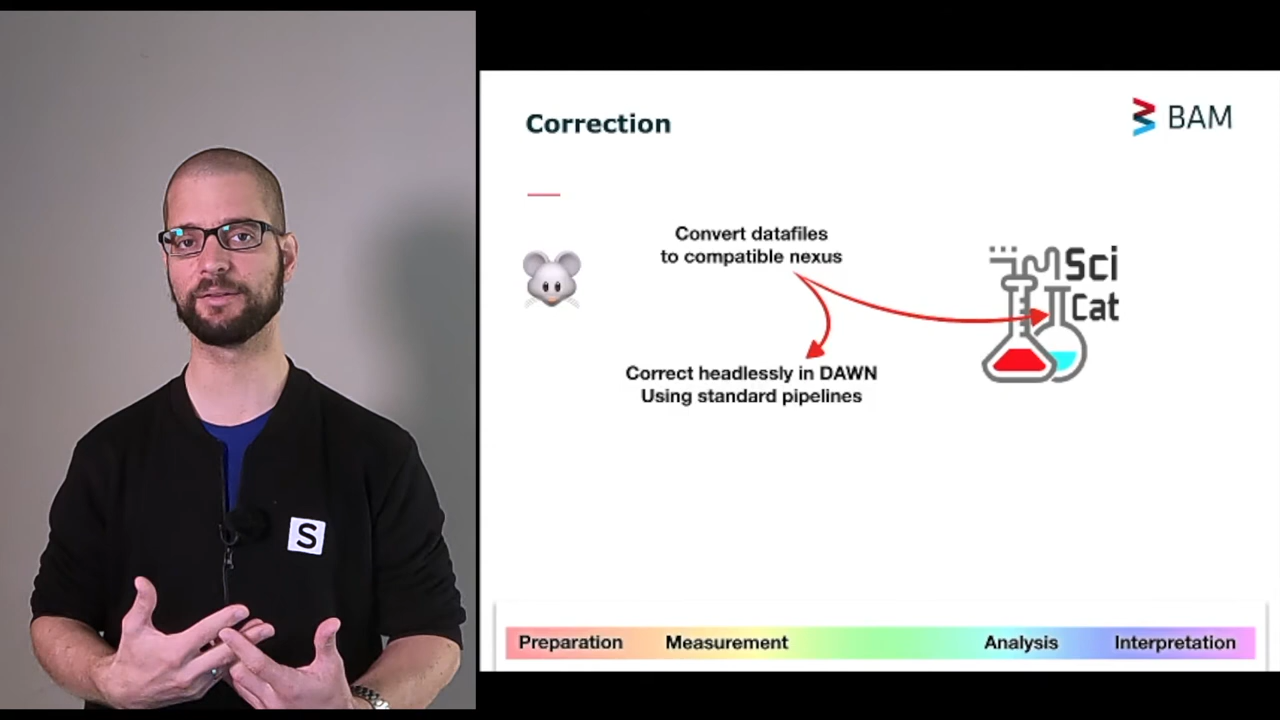 Correction
BAM
Convert datafiles
to compatible nexus
Sci
Cat
Correct headlessly in DAWN
Using standard pipelines
S
Preparation Measurement Analysis Interpretation